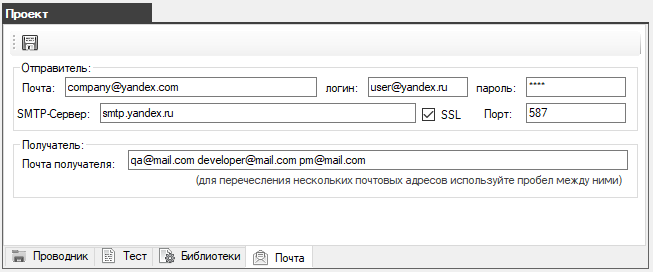 Проект
Отправитель:
Почта: company@yandex.com логин: user@yandex.ru пароль: ****
SMTP-Сервер: smtp.yandex.ru SSL Порт: 587
Получатель:
Почта получателя: qa@mail.com developer@mail.com pm@mail.com
(для перечесления нескольких почтовых адресов используйте пробел между ними)
Проводник Тест Библиотеки Почта